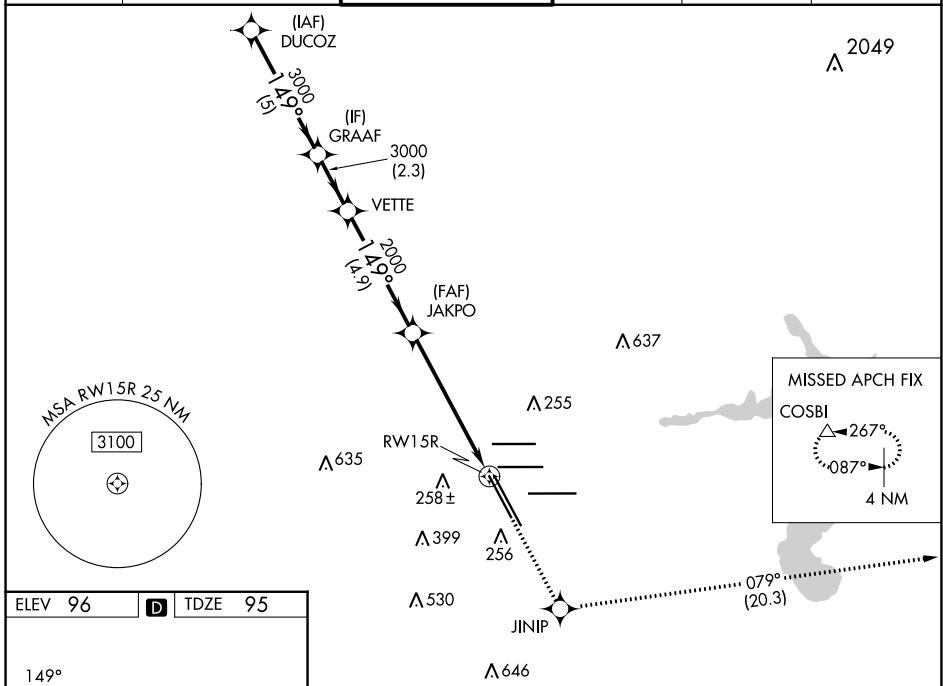 (IAF)
DUCOZ
2049
3000
149°
(5)
(IF)
GRAAF
3000
(2.3)
VETTE
2000
149°
(4.9)
(FAF)
JAKPO
637
MISSED APCH FIX
COSBI
267°
087°
4 NM
MSA RW15R 25 NM
3100
255
RW15R
635
258±
399
256
530
079°
(20.3)
JINIP
646
ELEV 96
D
TDZE 95
149°